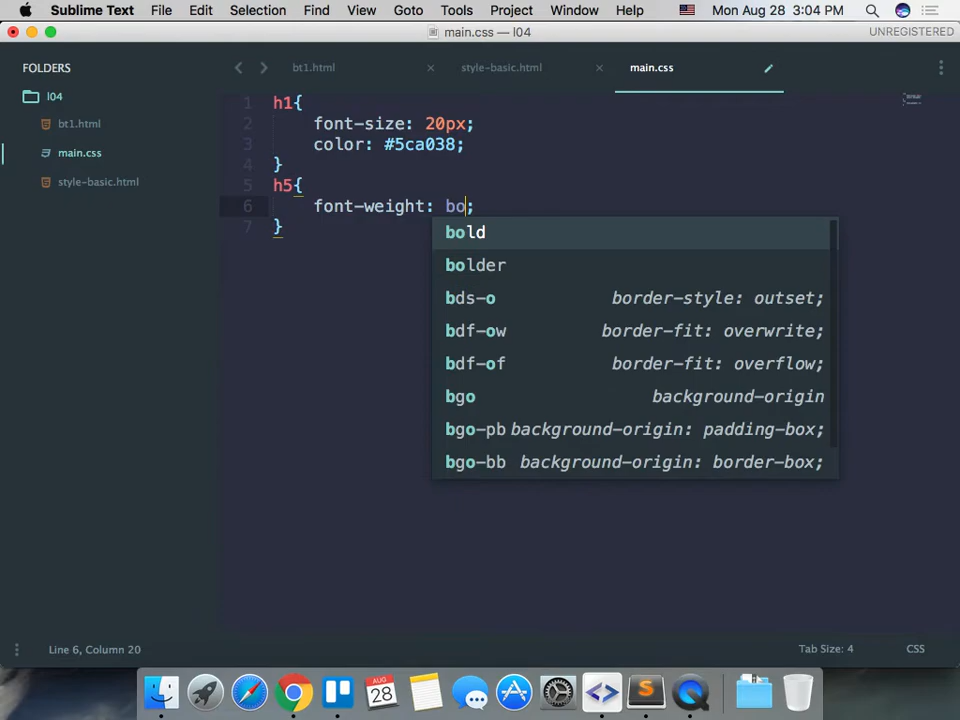 Sublime Text File Edit Selection Find View Goto Tools Project Window Help Mon Aug 28 3:04 PM
main.css — l04 UNREGISTERED
FOLDERS
l04
bt1.html
main.css
style-basic.html
bt1.html × style-basic.html × main.css
1 h1{
2 font-size: 20px;
3 color: #5ca038;
4 }
5 h5{
6 font-weight: bo;
7 }
bold
bolder
bds-o border-style: outset;
bdf-ow border-fit: overwrite;
bdf-of border-fit: overflow;
bgo background-origin
bgo-pb background-origin: padding-box;
bgo-bb background-origin: border-box;
Line 6, Column 20 Tab Size: 4 CSS
AUG
28